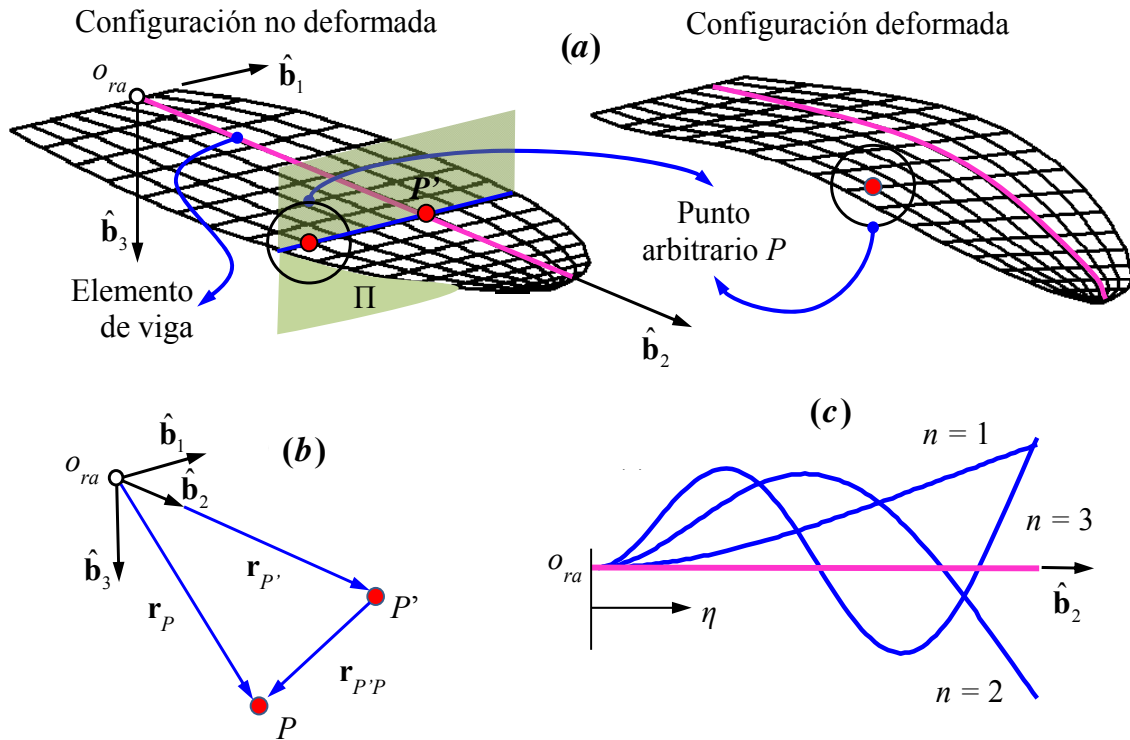 Configuración no deformada
(a)
Configuración deformada
o_ra
b̂₁
b̂₃
P'
Π
Elemento
de viga
Punto
arbitrario P
b̂₂
(b)
b̂₁
o_ra
b̂₂
b̂₃
r_P'
r_P
P'
r_P'P
P
(c)
n = 1
n = 3
o_ra
b̂₂
η
n = 2